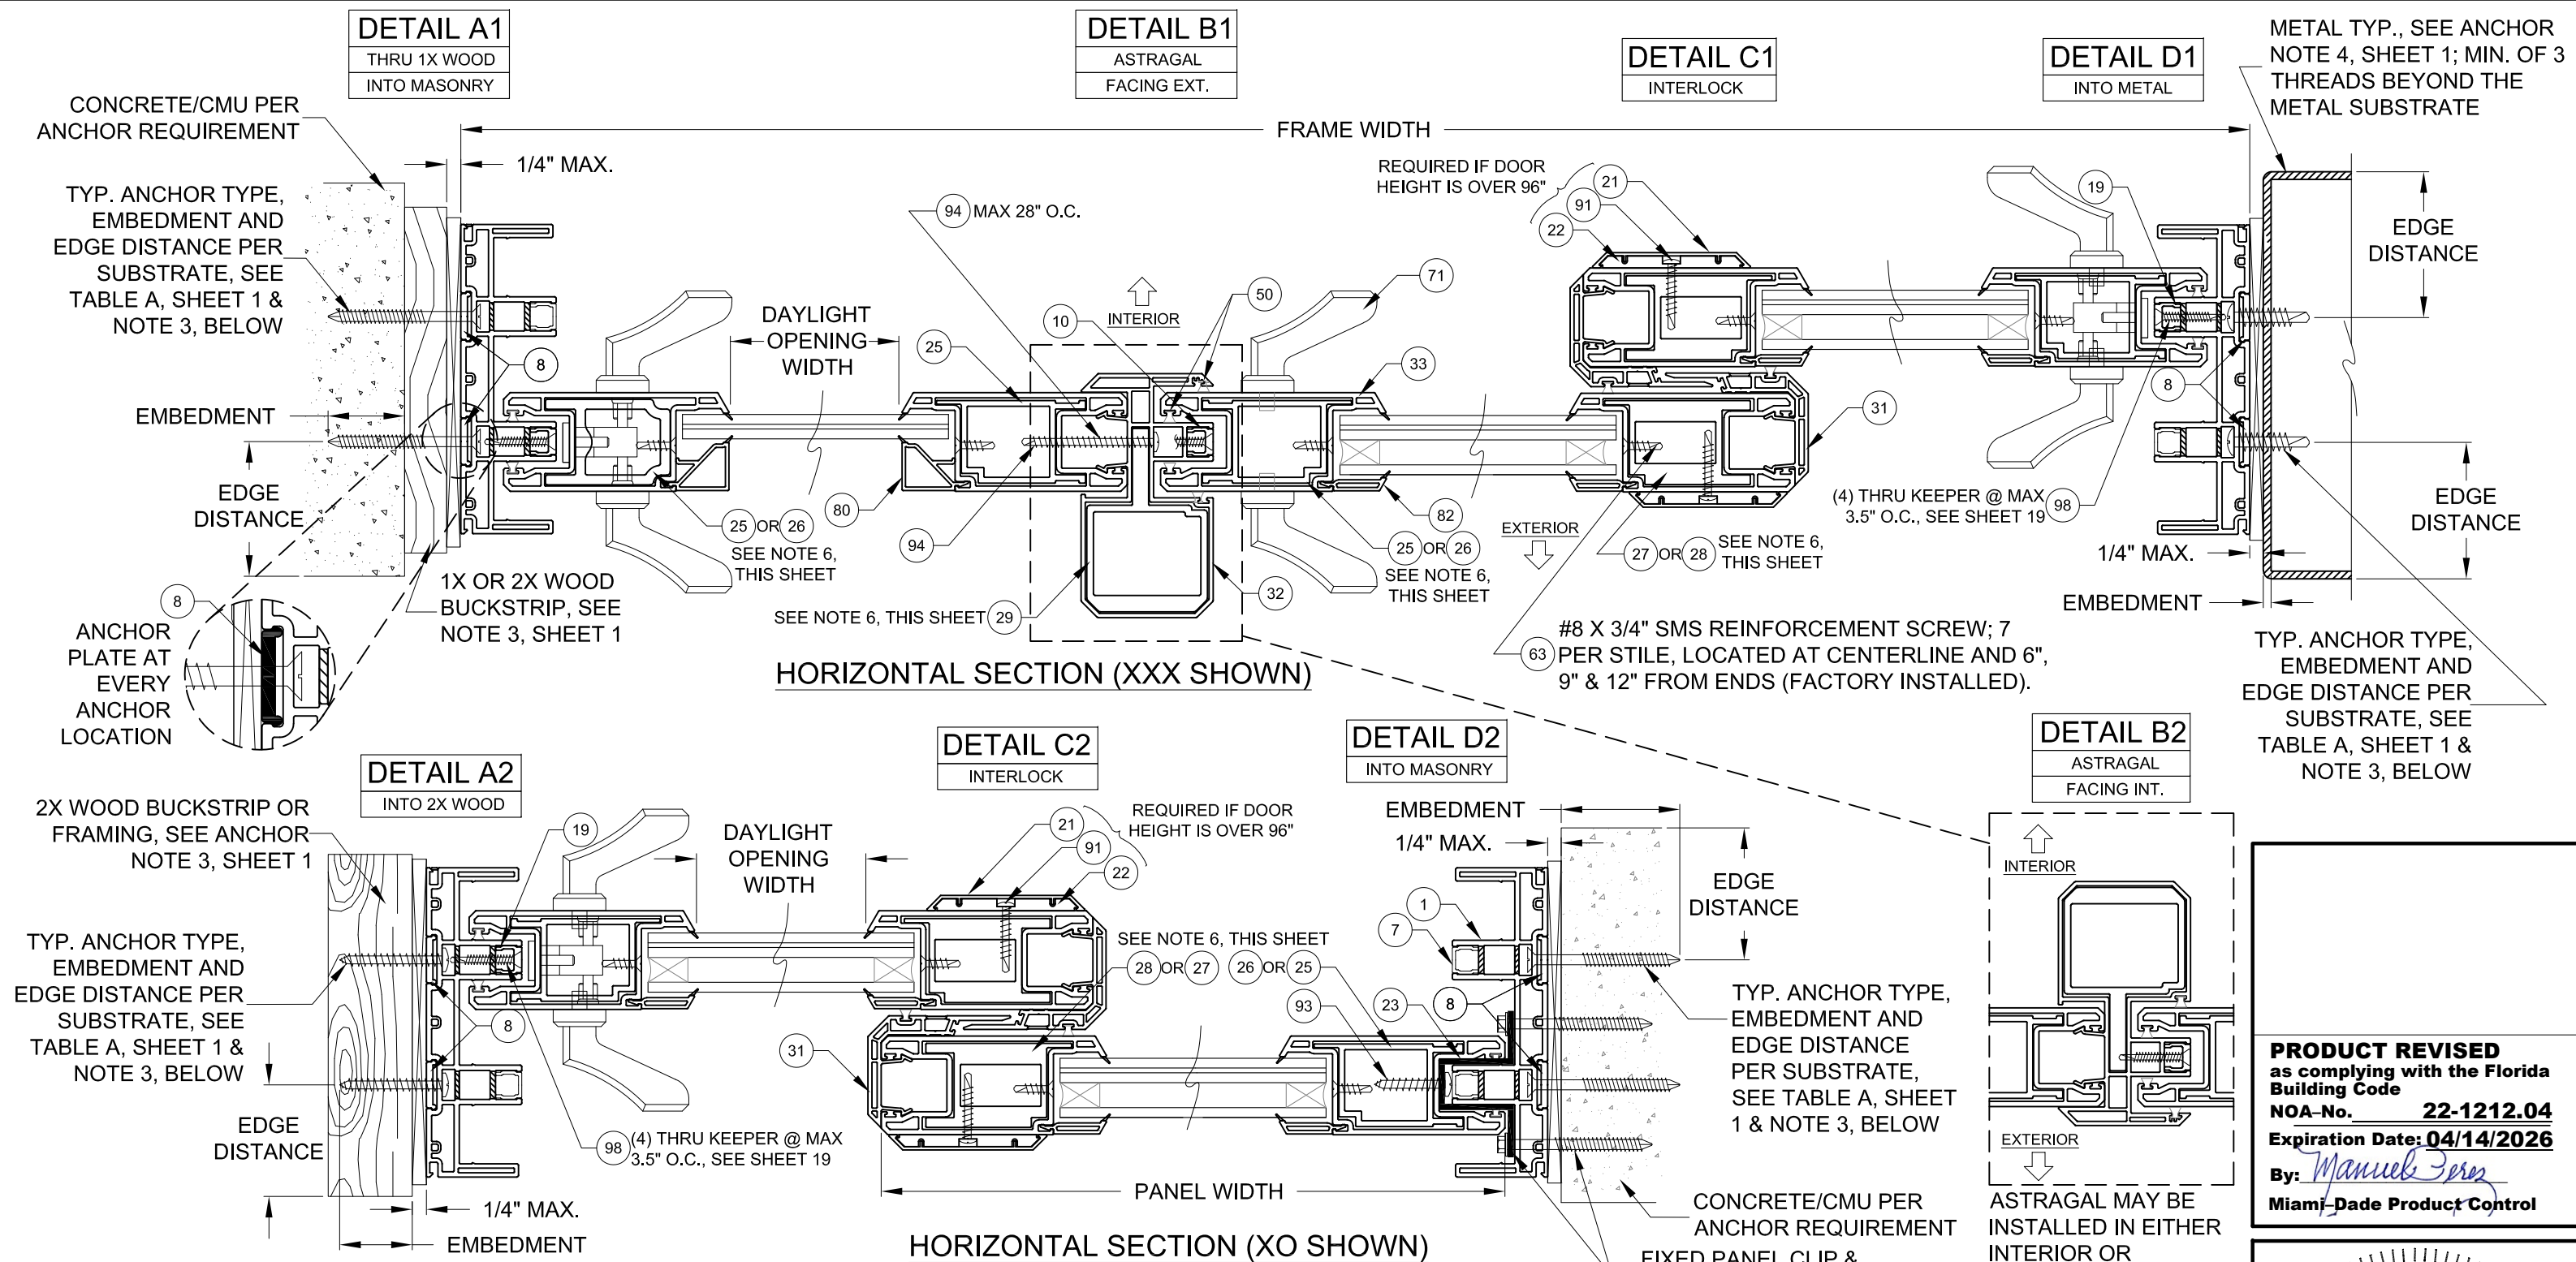 DETAIL A1
THRU 1X WOOD
INTO MASONRY
DETAIL B1
ASTRAGAL
FACING EXT.
DETAIL C1
INTERLOCK
DETAIL D1
INTO METAL
METAL TYP., SEE ANCHOR
NOTE 4, SHEET 1; MIN. OF 3
THREADS BEYOND THE
METAL SUBSTRATE
CONCRETE/CMU PER
ANCHOR REQUIREMENT
FRAME WIDTH
1/4" MAX.
TYP. ANCHOR TYPE,
EMBEDMENT AND
EDGE DISTANCE PER
SUBSTRATE, SEE
TABLE A, SHEET 1 &
NOTE 3, BELOW
REQUIRED IF DOOR
HEIGHT IS OVER 96"
21
91
22
19
94 MAX 28" O.C.
EDGE
DISTANCE
71
50
10
INTERIOR
DAYLIGHT
OPENING
WIDTH
25
33
8
8
31
EMBEDMENT
EDGE
DISTANCE
25 OR 26
SEE NOTE 6,
THIS SHEET
80
94
82
25 OR 26
SEE NOTE 6,
THIS SHEET
EXTERIOR
27 OR 28 SEE NOTE 6,
THIS SHEET
(4) THRU KEEPER @ MAX
3.5" O.C., SEE SHEET 19
98
EDGE
DISTANCE
1/4" MAX.
EMBEDMENT
1X OR 2X WOOD
BUCKSTRIP, SEE
NOTE 3, SHEET 1
SEE NOTE 6, THIS SHEET 29
32
8
ANCHOR
PLATE AT
EVERY
ANCHOR
LOCATION
63
#8 X 3/4" SMS REINFORCEMENT SCREW; 7
PER STILE, LOCATED AT CENTERLINE AND 6",
9" & 12" FROM ENDS (FACTORY INSTALLED).
HORIZONTAL SECTION (XXX SHOWN)
TYP. ANCHOR TYPE,
EMBEDMENT AND
EDGE DISTANCE PER
SUBSTRATE, SEE
TABLE A, SHEET 1 &
NOTE 3, BELOW
DETAIL A2
INTO 2X WOOD
DETAIL C2
INTERLOCK
DETAIL D2
INTO MASONRY
DETAIL B2
ASTRAGAL
FACING INT.
2X WOOD BUCKSTRIP OR
FRAMING, SEE ANCHOR
NOTE 3, SHEET 1
19
DAYLIGHT
OPENING
WIDTH
21
91
22
REQUIRED IF DOOR
HEIGHT IS OVER 96"
EMBEDMENT
1/4" MAX.
EDGE
DISTANCE
1
7
INTERIOR
TYP. ANCHOR TYPE,
EMBEDMENT AND
EDGE DISTANCE PER
SUBSTRATE, SEE
TABLE A, SHEET 1 &
NOTE 3, BELOW
8
SEE NOTE 6, THIS SHEET
28 OR 27 26 OR 25
93
23
8
TYP. ANCHOR TYPE,
EMBEDMENT AND
EDGE DISTANCE
PER SUBSTRATE,
SEE TABLE A, SHEET
1 & NOTE 3, BELOW
31
EDGE
DISTANCE
98
(4) THRU KEEPER @ MAX
3.5" O.C., SEE SHEET 19
PANEL WIDTH
1/4" MAX.
EMBEDMENT
HORIZONTAL SECTION (XO SHOWN)
CONCRETE/CMU PER
ANCHOR REQUIREMENT
FIXED PANEL CLIP &
EXTERIOR
ASTRAGAL MAY BE
INSTALLED IN EITHER
INTERIOR OR
PRODUCT REVISED
as complying with the Florida
Building Code
NOA-No. 22-1212.04
Expiration Date: 04/14/2026
By: Manuel Perez
Miami-Dade Product Control